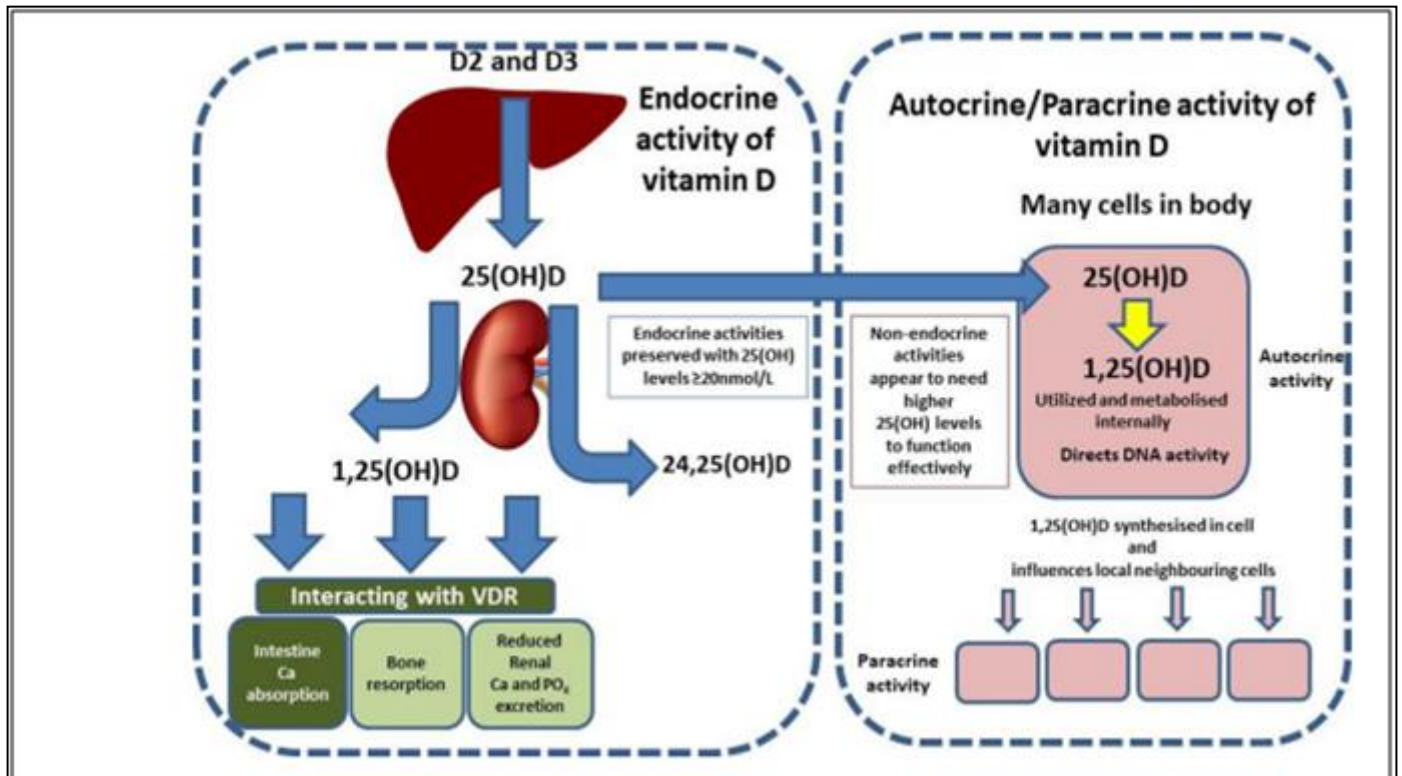 D2 and D3
Endocrine
activity of
vitamin D
25(OH)D
Endocrine activities
preserved with 25(OH)
levels ≥20nmol/L
1,25(OH)D
24,25(OH)D
Interacting with VDR
Intestine
Ca
absorption
Bone
resorption
Reduced
Renal
Ca and PO₄
excretion
Autocrine/Paracrine activity of
vitamin D
Many cells in body
25(OH)D
1,25(OH)D
Utilized and metabolised
internally
Directs DNA activity
Autocrine
activity
Non-endocrine
activities
appear to need
higher
25(OH) levels
to function
effectively
1,25(OH)D synthesised in cell
and
influences local neighbouring cells
Paracrine
activity